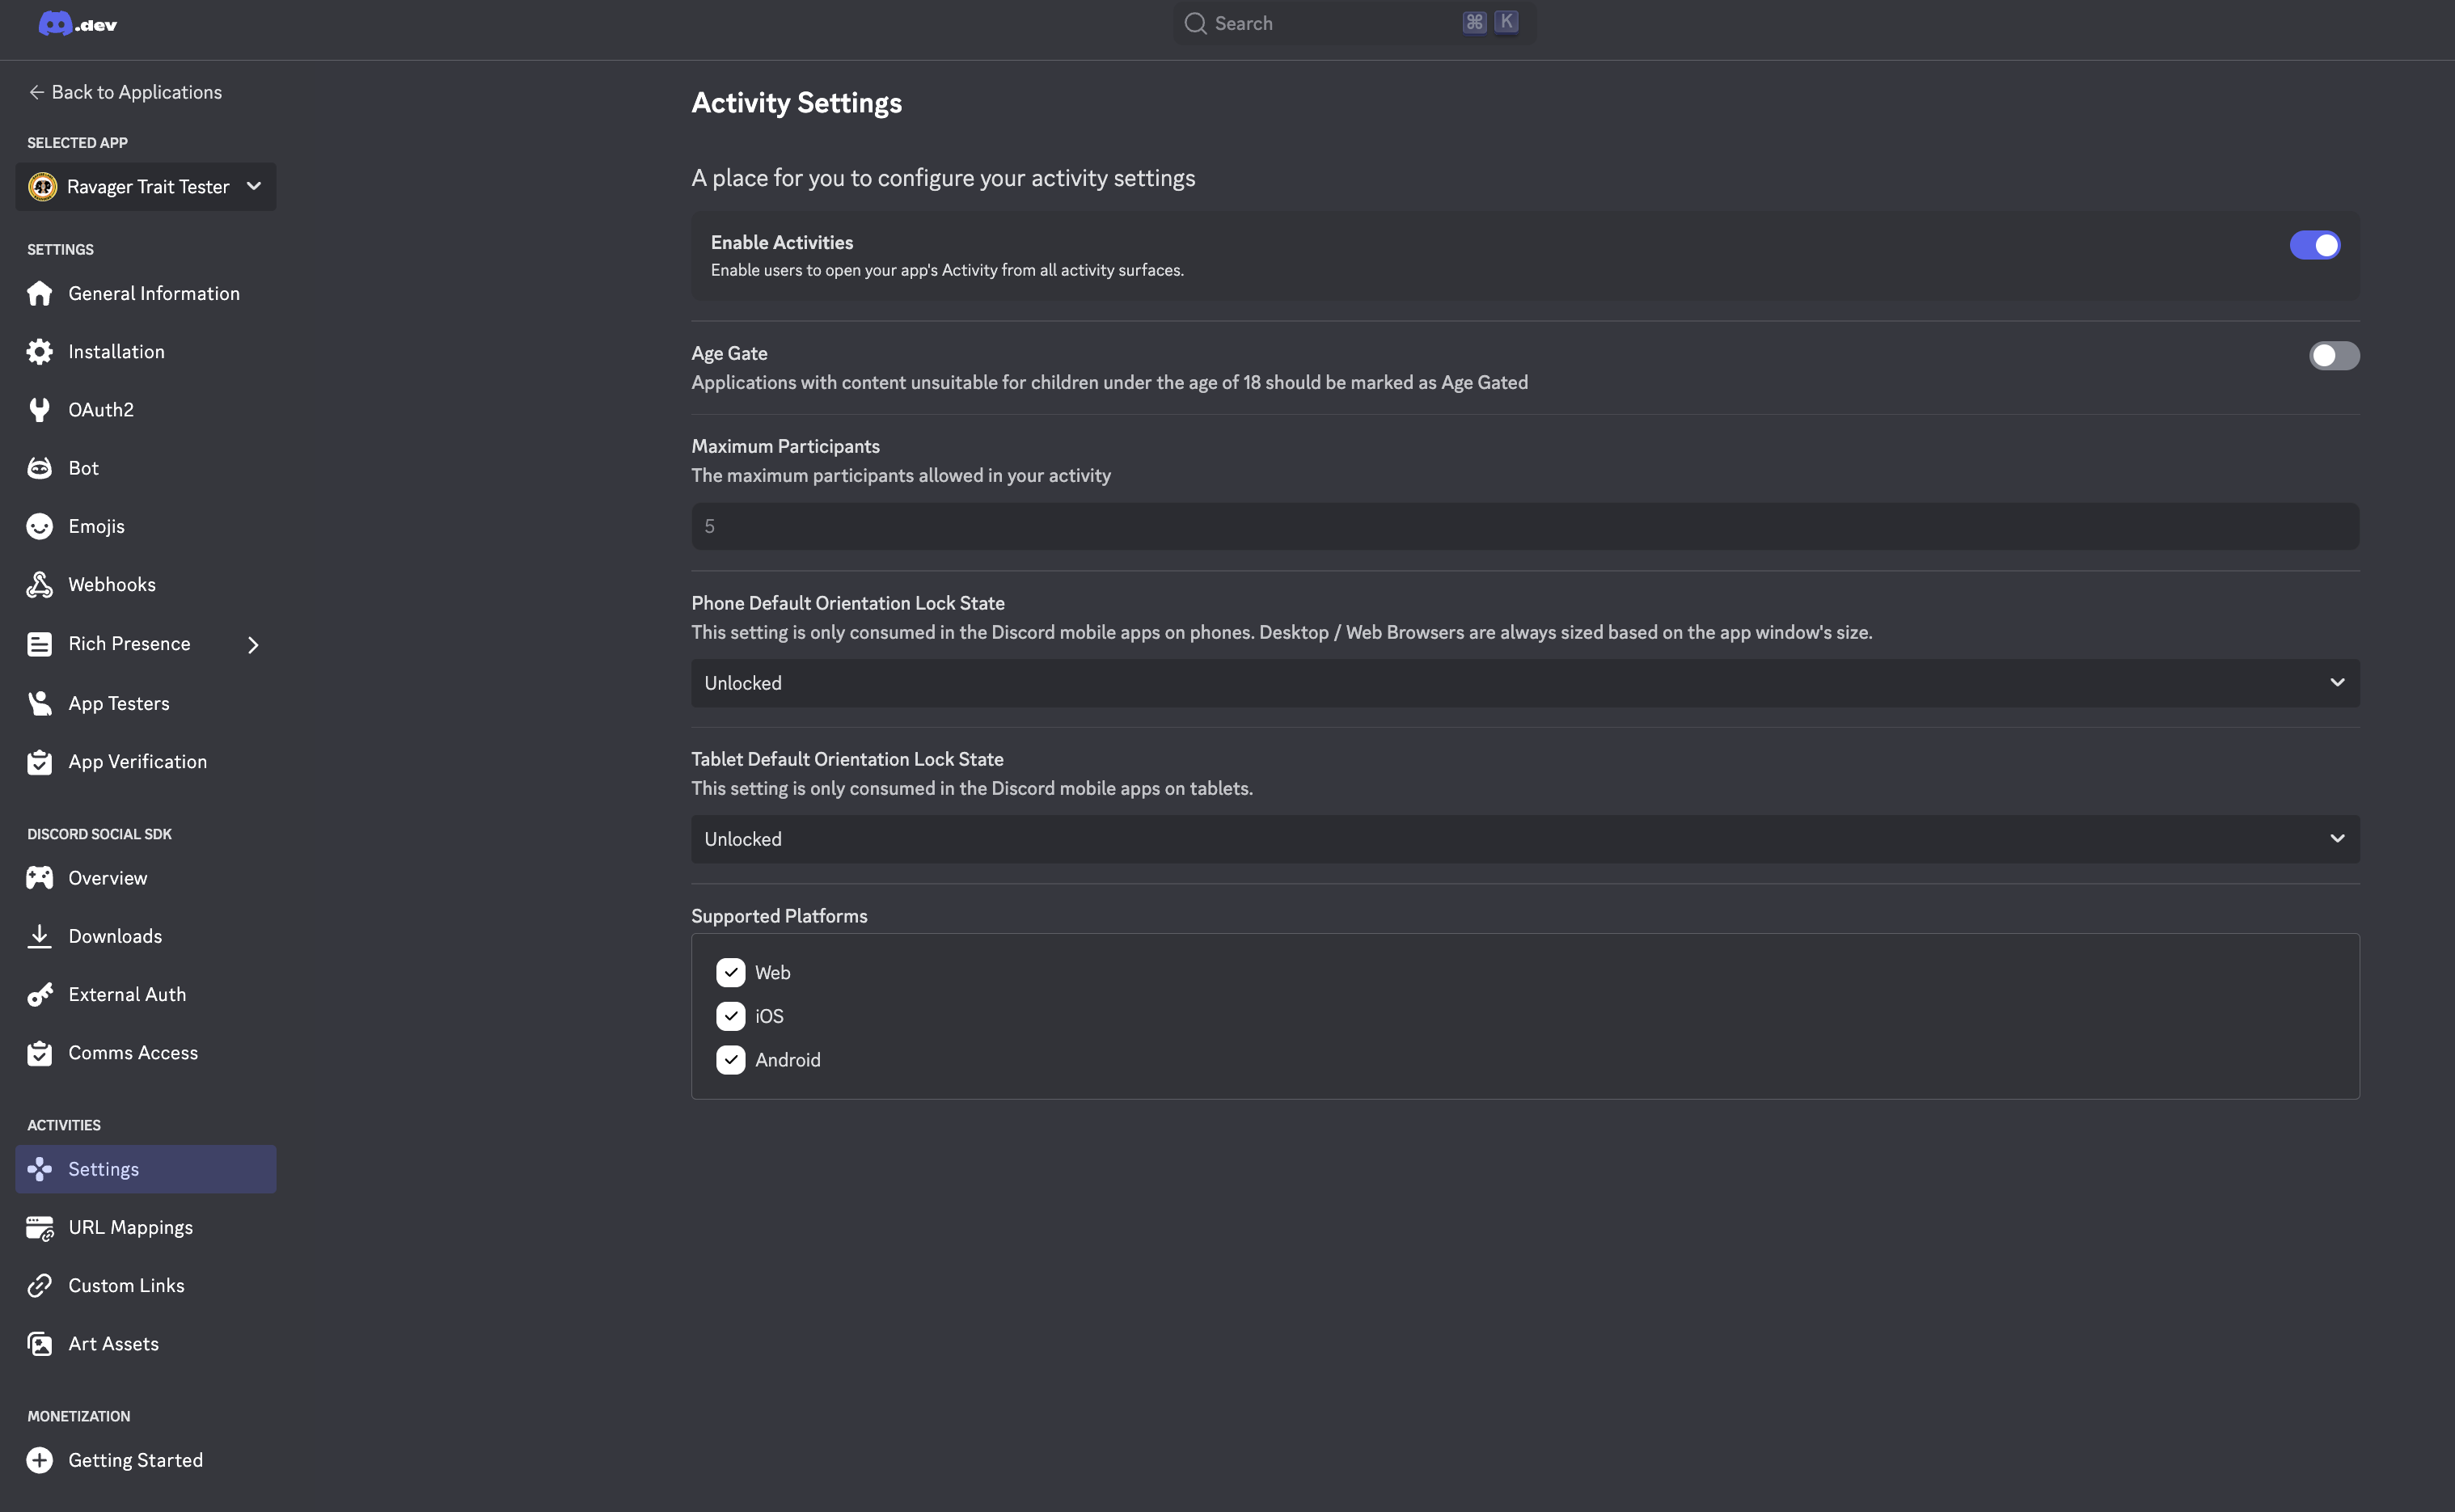 .dev
Search
⌘ K
Back to Applications
SELECTED APP
Ravager Trait Tester
SETTINGS
General Information
Installation
OAuth2
Bot
Emojis
Webhooks
Rich Presence
App Testers
App Verification
DISCORD SOCIAL SDK
Overview
Downloads
External Auth
Comms Access
ACTIVITIES
Settings
URL Mappings
Custom Links
Art Assets
MONETIZATION
Getting Started
Activity Settings
A place for you to configure your activity settings
Enable Activities
Enable users to open your app's Activity from all activity surfaces.
Age Gate
Applications with content unsuitable for children under the age of 18 should be marked as Age Gated
Maximum Participants
The maximum participants allowed in your activity
5
Phone Default Orientation Lock State
This setting is only consumed in the Discord mobile apps on phones. Desktop / Web Browsers are always sized based on the app window's size.
Unlocked
Tablet Default Orientation Lock State
This setting is only consumed in the Discord mobile apps on tablets.
Unlocked
Supported Platforms
Web
iOS
Android